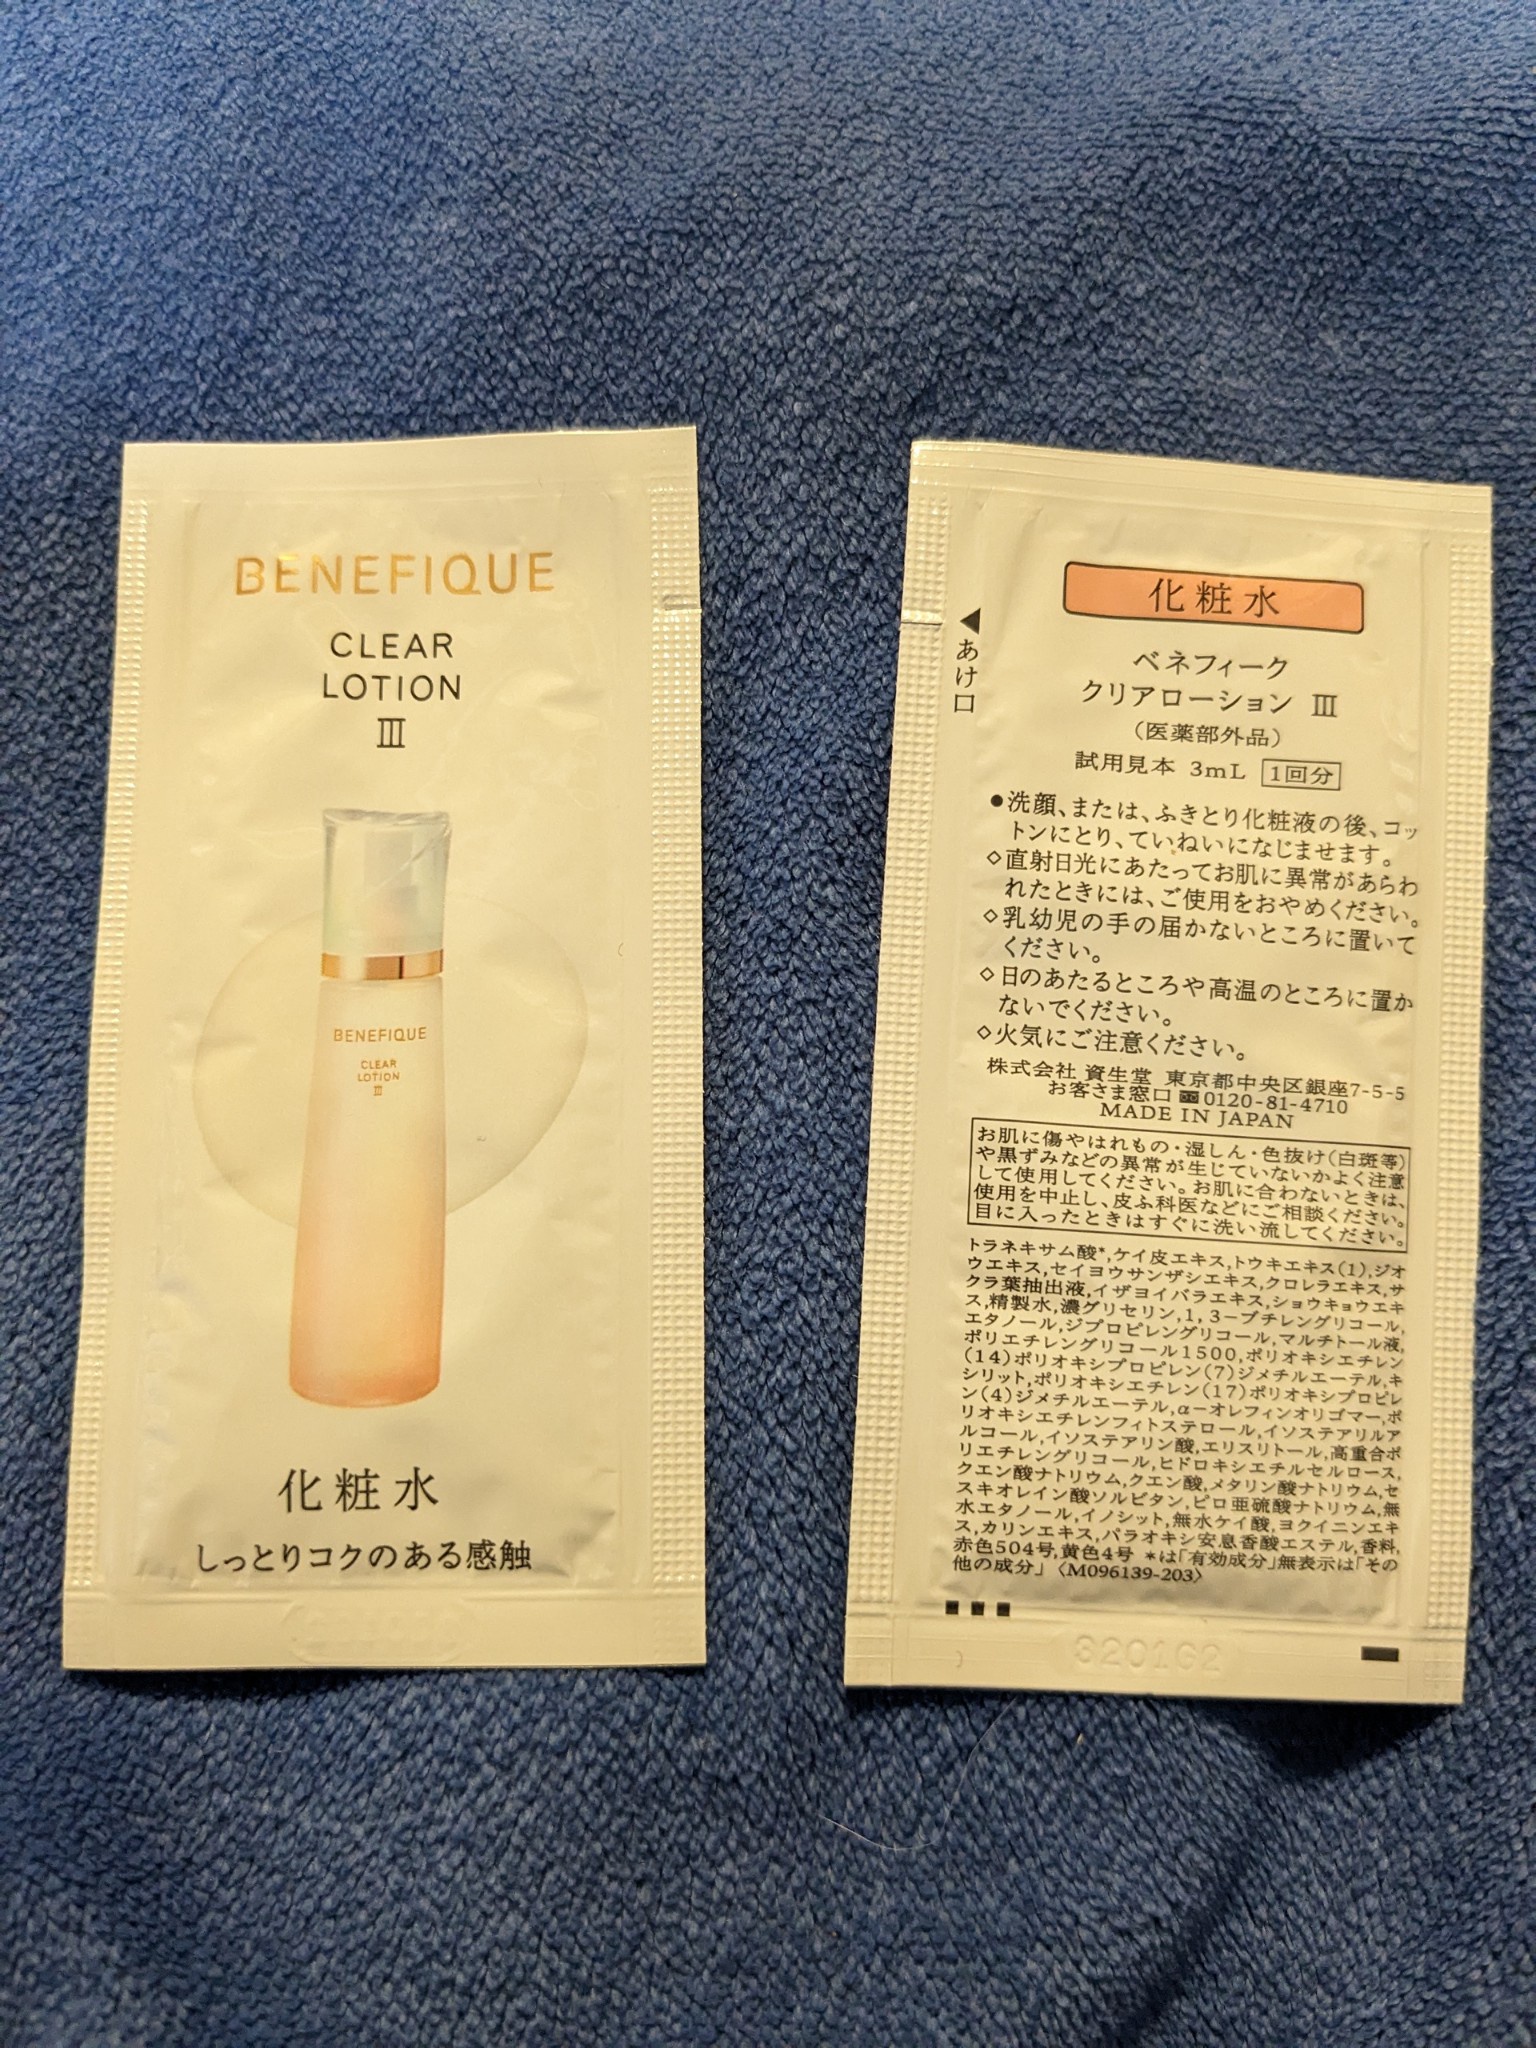 BENEFIQUE
CLEAR
LOTION
Ⅲ
BENEFIQUE
CLEAR
LOTION
Ⅲ
化粧水
しっとりコクのある感触
化粧水
あけ口
ベネフィーク
クリアローション Ⅲ
(医薬部外品)
試用見本 3mL 1回分
●洗顔、または、ふきとり化粧液の後、コッ
トンにとり、ていねいになじませます。
◇直射日光にあたってお肌に異常があらわ
れたときには、ご使用をおやめください。
◇乳幼児の手の届かないところに置いて
ください。
◇日のあたるところや高温のところに置か
ないでください。
◇火気にご注意ください。
株式会社 資生堂 東京都中央区銀座7-5-5
お客さま窓口 0120-81-4710
MADE IN JAPAN
お肌に傷やはれもの・湿しん・色抜け(白斑等)
や黒ずみなどの異常が生じていないかよく注意
して使用してください。お肌に合わないときは、
使用を中止し、皮ふ科医などにご相談ください。
目に入ったときはすぐに洗い流してください。
トラネキサム酸*,ケイ皮エキス,トウキエキス(1),ジオ
ウエキス,セイヨウサンザシエキス,クロレラエキス,サ
クラ葉抽出液,イザヨイバラエキス,ショウキョウエキ
ス,精製水,濃グリセリン,1,3-ブチレングリコール,
エタノール,ジプロピレングリコール,マルチトール液,
ポリエチレングリコール1500,ポリオキシエチレン
(14)ポリオキシプロピレン(7)ジメチルエーテル,キ
シリット,ポリオキシエチレン(17)ポリオキシプロピレ
ン(4)ジメチルエーテル,α-オレフィンオリゴマー,ポ
リオキシエチレンフィトステロール,イソステアリルア
ルコール,イソステアリン酸,エリスリトール,高重合ポ
リエチレングリコール,ヒドロキシエチルセルロース,
クエン酸ナトリウム,クエン酸,メタリン酸ナトリウム,セ
スキオレイン酸ソルビタン,ピロ亜硫酸ナトリウム,無
水エタノール,イノシット,無水ケイ酸,ヨクイニンエキ
ス,カリンエキス,パラオキシ安息香酸エステル,香料,
赤色504号,黄色4号 *は「有効成分」無表示は「その
他の成分」〈M096139-203〉
3201G2